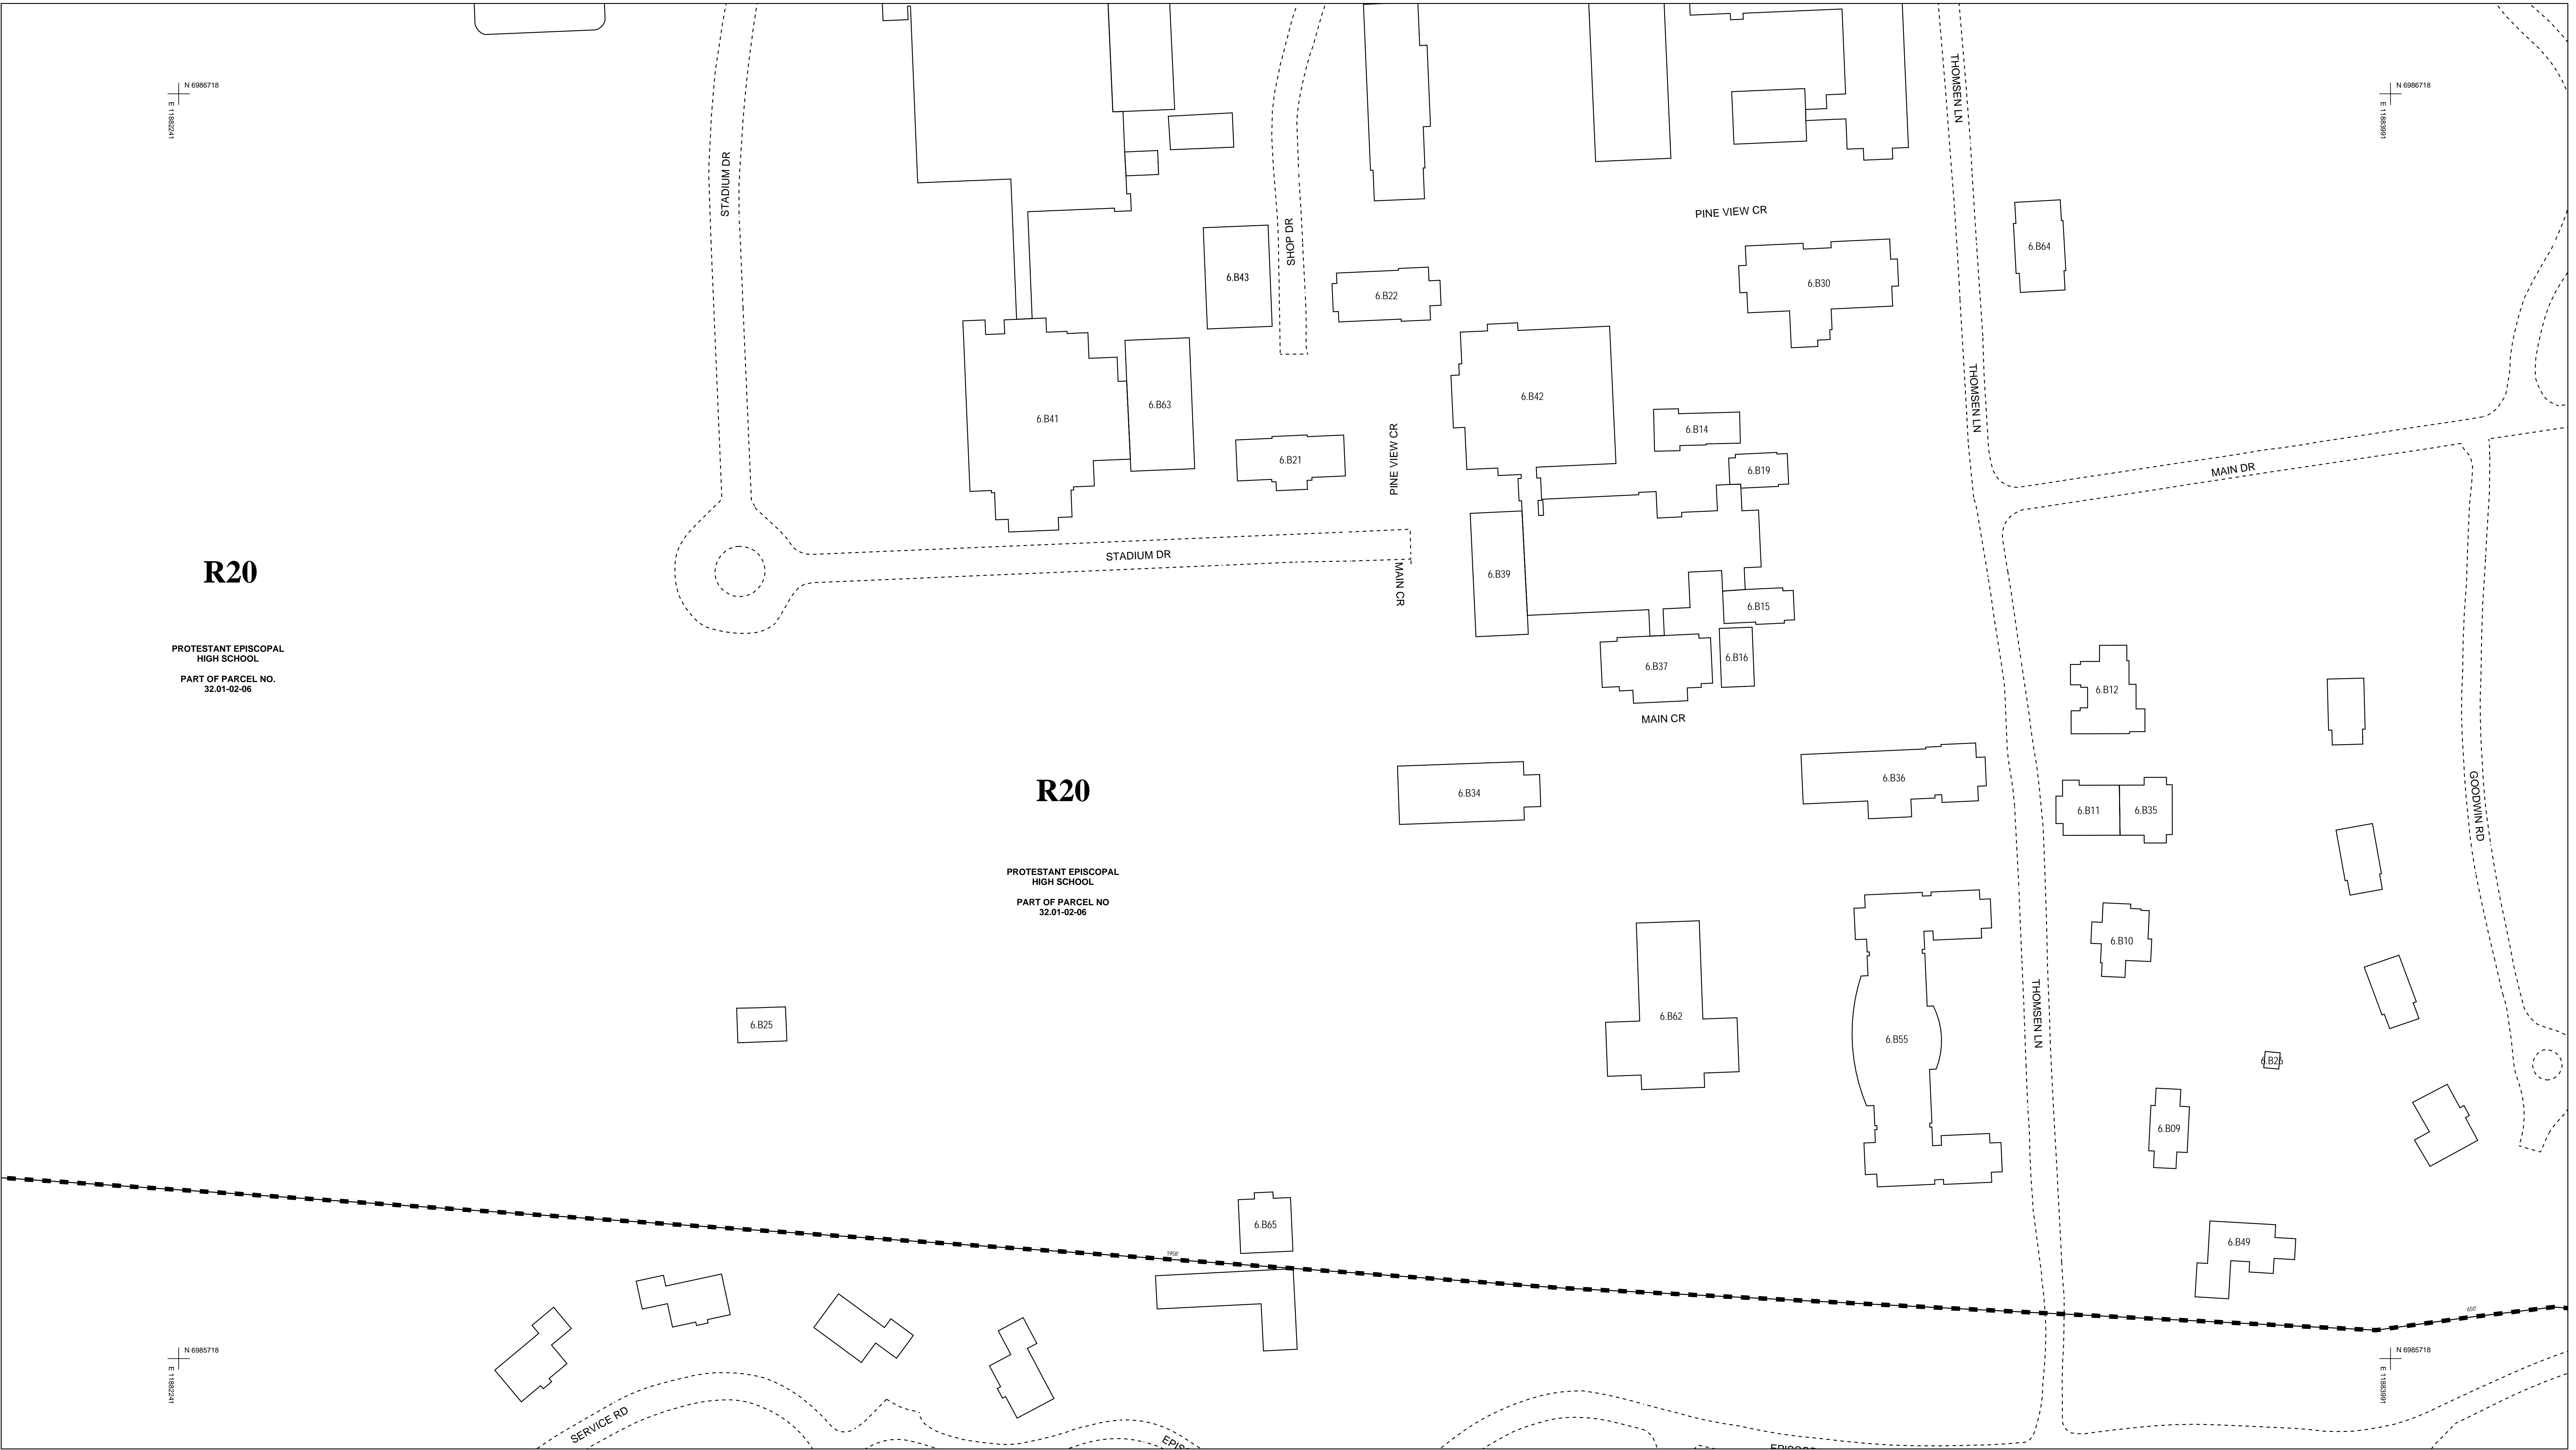 N 6986718
E 11882241
N 6986718
E 11883991
THOMSEN LN
STADIUM DR
SHOP DR
PINE VIEW CR
6.B64
6.B43
6.B22
6.B30
6.B41
6.B63
6.B42
THOMSEN LN
6.B14
6.B21
PINE VIEW CR
6.B19
MAIN DR
STADIUM DR
R20
6.B39
MAIN CR
6.B15
PROTESTANT EPISCOPAL
HIGH SCHOOL
PART OF PARCEL NO.
32.01-02-06
6.B37
6.B16
6.B12
MAIN CR
R20
6.B34
6.B36
6.B11
6.B35
GOODWIN RD
PROTESTANT EPISCOPAL
HIGH SCHOOL
PART OF PARCEL NO
32.01-02-06
6.B10
6.B25
6.B62
6.B55
THOMSEN LN
6.B26
6.B09
6.B65
6.B49
1958'
650'
N 6985718
E 11882241
N 6985718
E 11883991
SERVICE RD